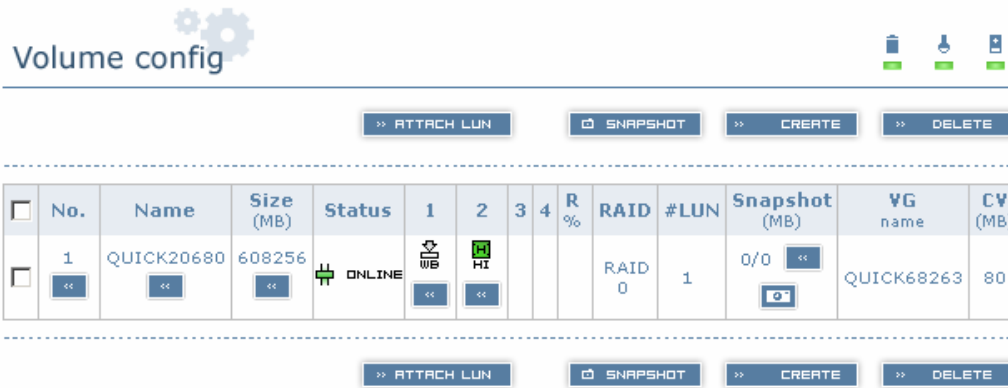 Volume config
» ATTACH LUN SNAPSHOT » CREATE » DELETE
No. Name Size (MB) Status 1 2 3 4 R % RAID #LUN Snapshot (MB) VG name CV (MB
1 QUICK20680 608256 ONLINE WB HI RAID 0 1 0/0 QUICK68263 80
« « « « « «
» ATTACH LUN SNAPSHOT » CREATE » DELETE